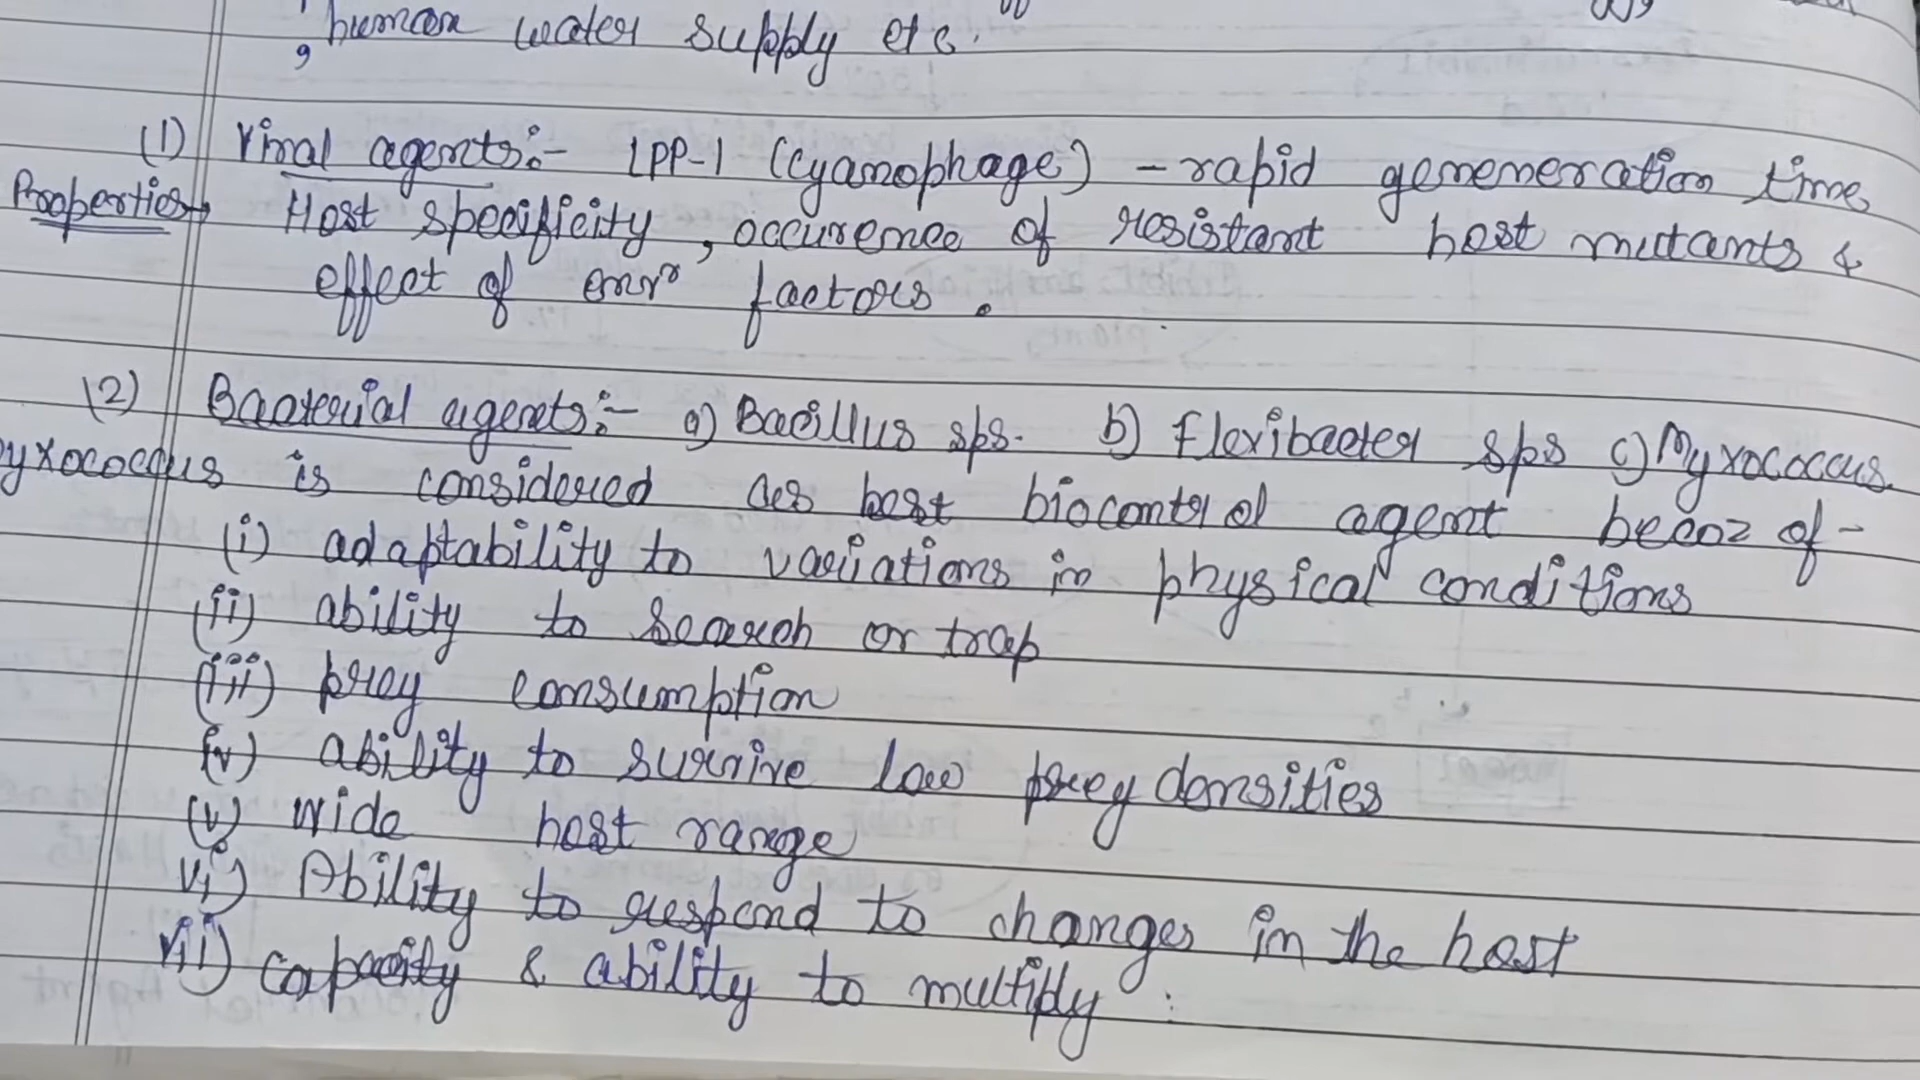 , human water supply etc.
(1) Viral agents:- LPP-1 (Cyanophage) - rapid genemeration time,
Properties→ Host specificity, occurence of resistant host mutants &
effect of envr factors.
(2) Bacterial agents:- a) Bacillus sps. b) flexibacter sps c) Myxococcus.
yxococcus is considered as best biocontrol agent becoz of -
(i) adaptability to variations in physical conditions
(ii) ability to search or trap
(iii) prey consumption
(iv) ability to survive low prey densities
(v) wide host range
vi) Ability to respond to changes in the host
vii) capacity & ability to multiply.